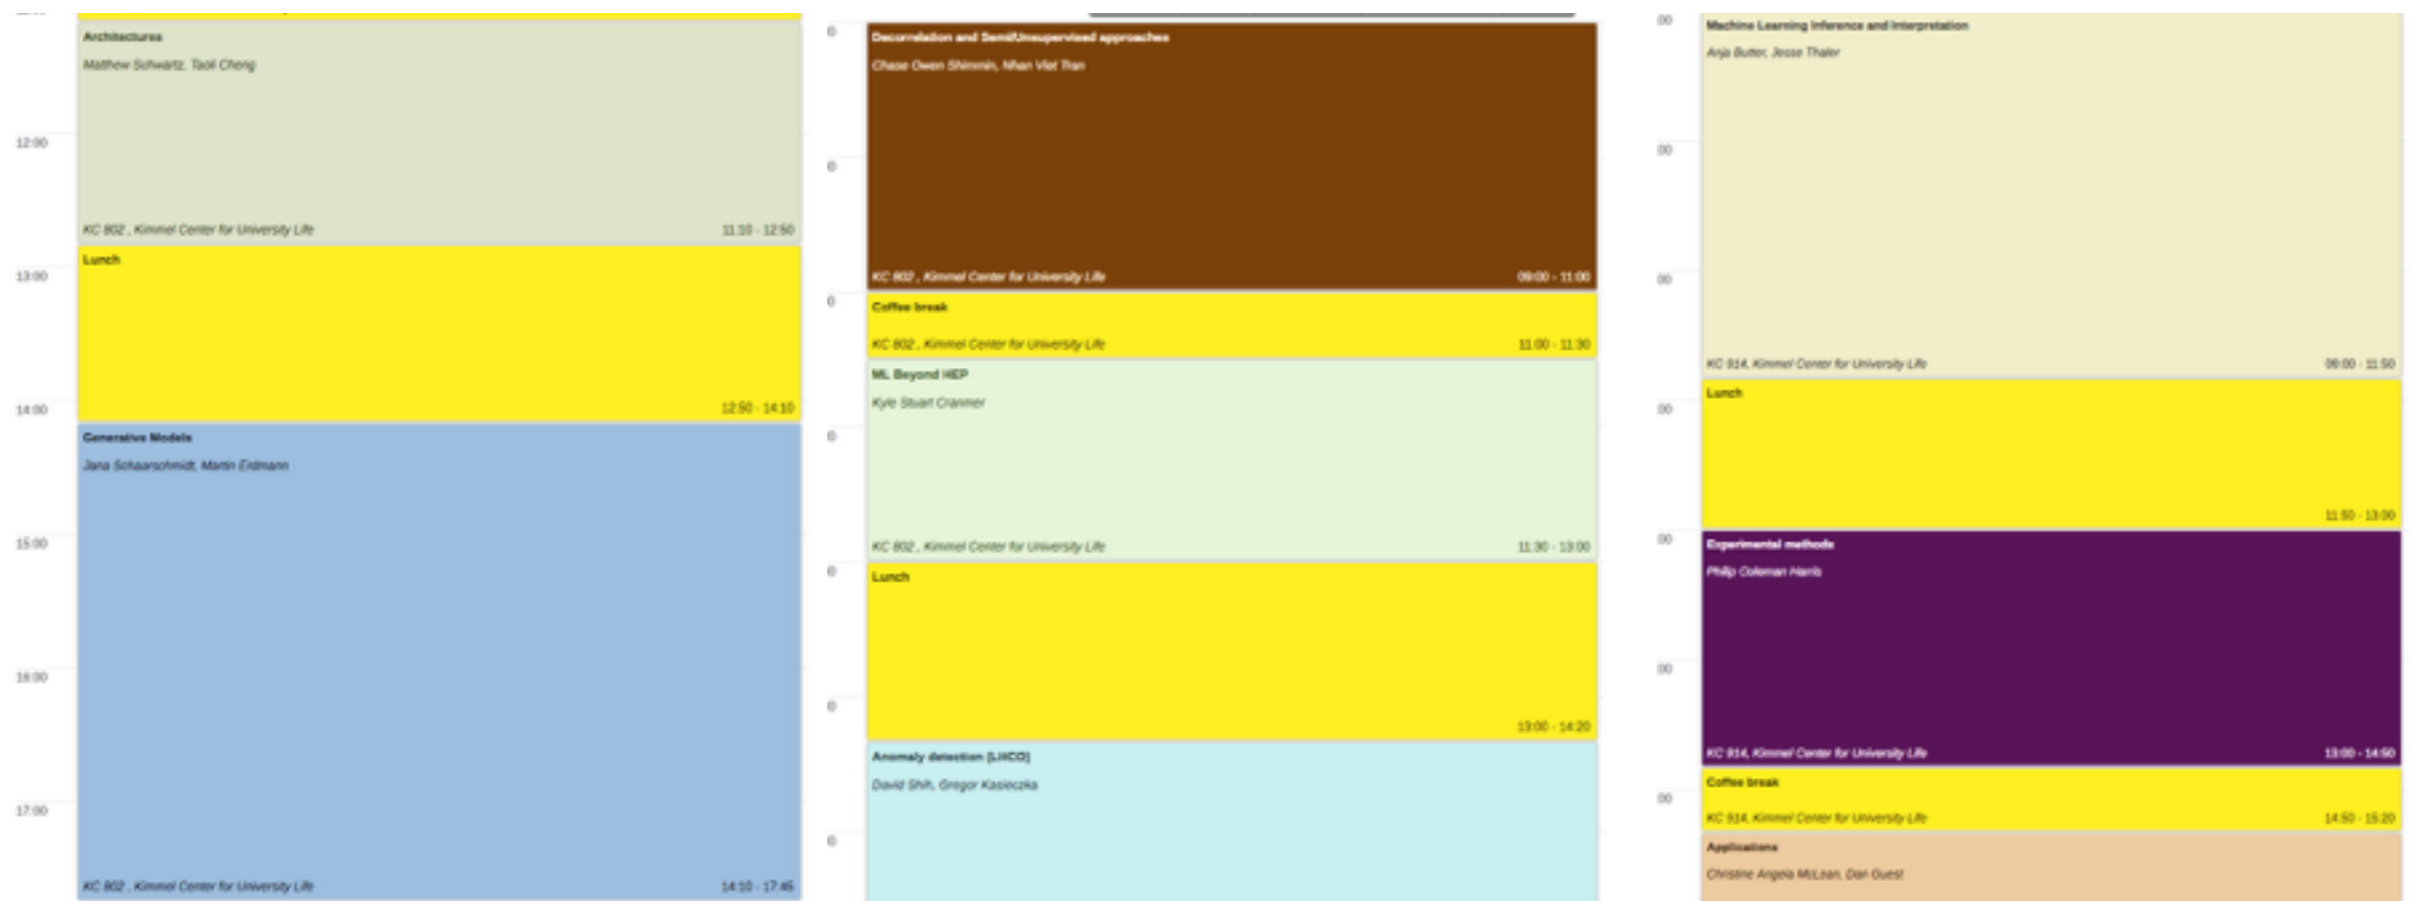 Architectures
Matthew Schwartz, Taoli Cheng
12:00
KC 802 , Kimmel Center for University Life
11:10 - 12:50
Lunch
13:00
12:50 - 14:10
14:00
Generative Models
Jana Schaarschmidt, Martin Erdmann
15:00
16:00
17:00
KC 802 , Kimmel Center for University Life
14:10 - 17:45
Decorrelation and Semi/Unsupervised approaches
Chase Owen Shimmin, Nhan Viet Tran
KC 802 , Kimmel Center for University Life
09:00 - 11:00
Coffee break
KC 802 , Kimmel Center for University Life
11:00 - 11:30
ML Beyond HEP
Kyle Stuart Cranmer
KC 802 , Kimmel Center for University Life
11:30 - 13:00
Lunch
13:00 - 14:20
Anomaly detection [LHCO]
David Shih, Gregor Kasieczka
Machine Learning Inference and Interpretation
Anja Butter, Jesse Thaler
KC 914, Kimmel Center for University Life
09:00 - 11:50
Lunch
11:50 - 13:00
Experimental methods
Philip Coleman Harris
KC 914, Kimmel Center for University Life
13:00 - 14:50
Coffee break
KC 914, Kimmel Center for University Life
14:50 - 15:20
Applications
Christine Angela McLean, Dan Guest